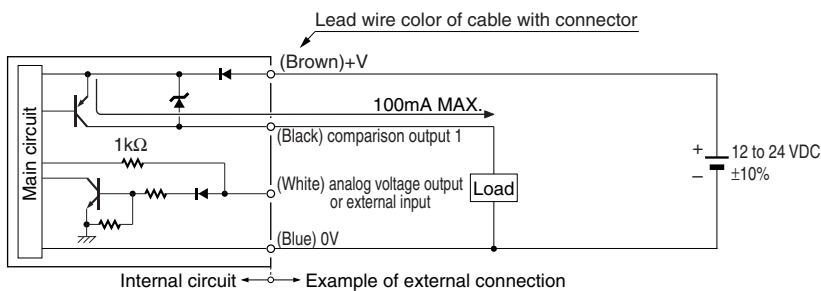 Lead wire color of cable with connector
(Brown)+V
100mA MAX.
(Black) comparison output 1
Main circuit
1kΩ
(White) analog voltage output
or external input
Load
+
−
12 to 24 VDC
±10%
(Blue) 0V
Internal circuit
Example of external connection